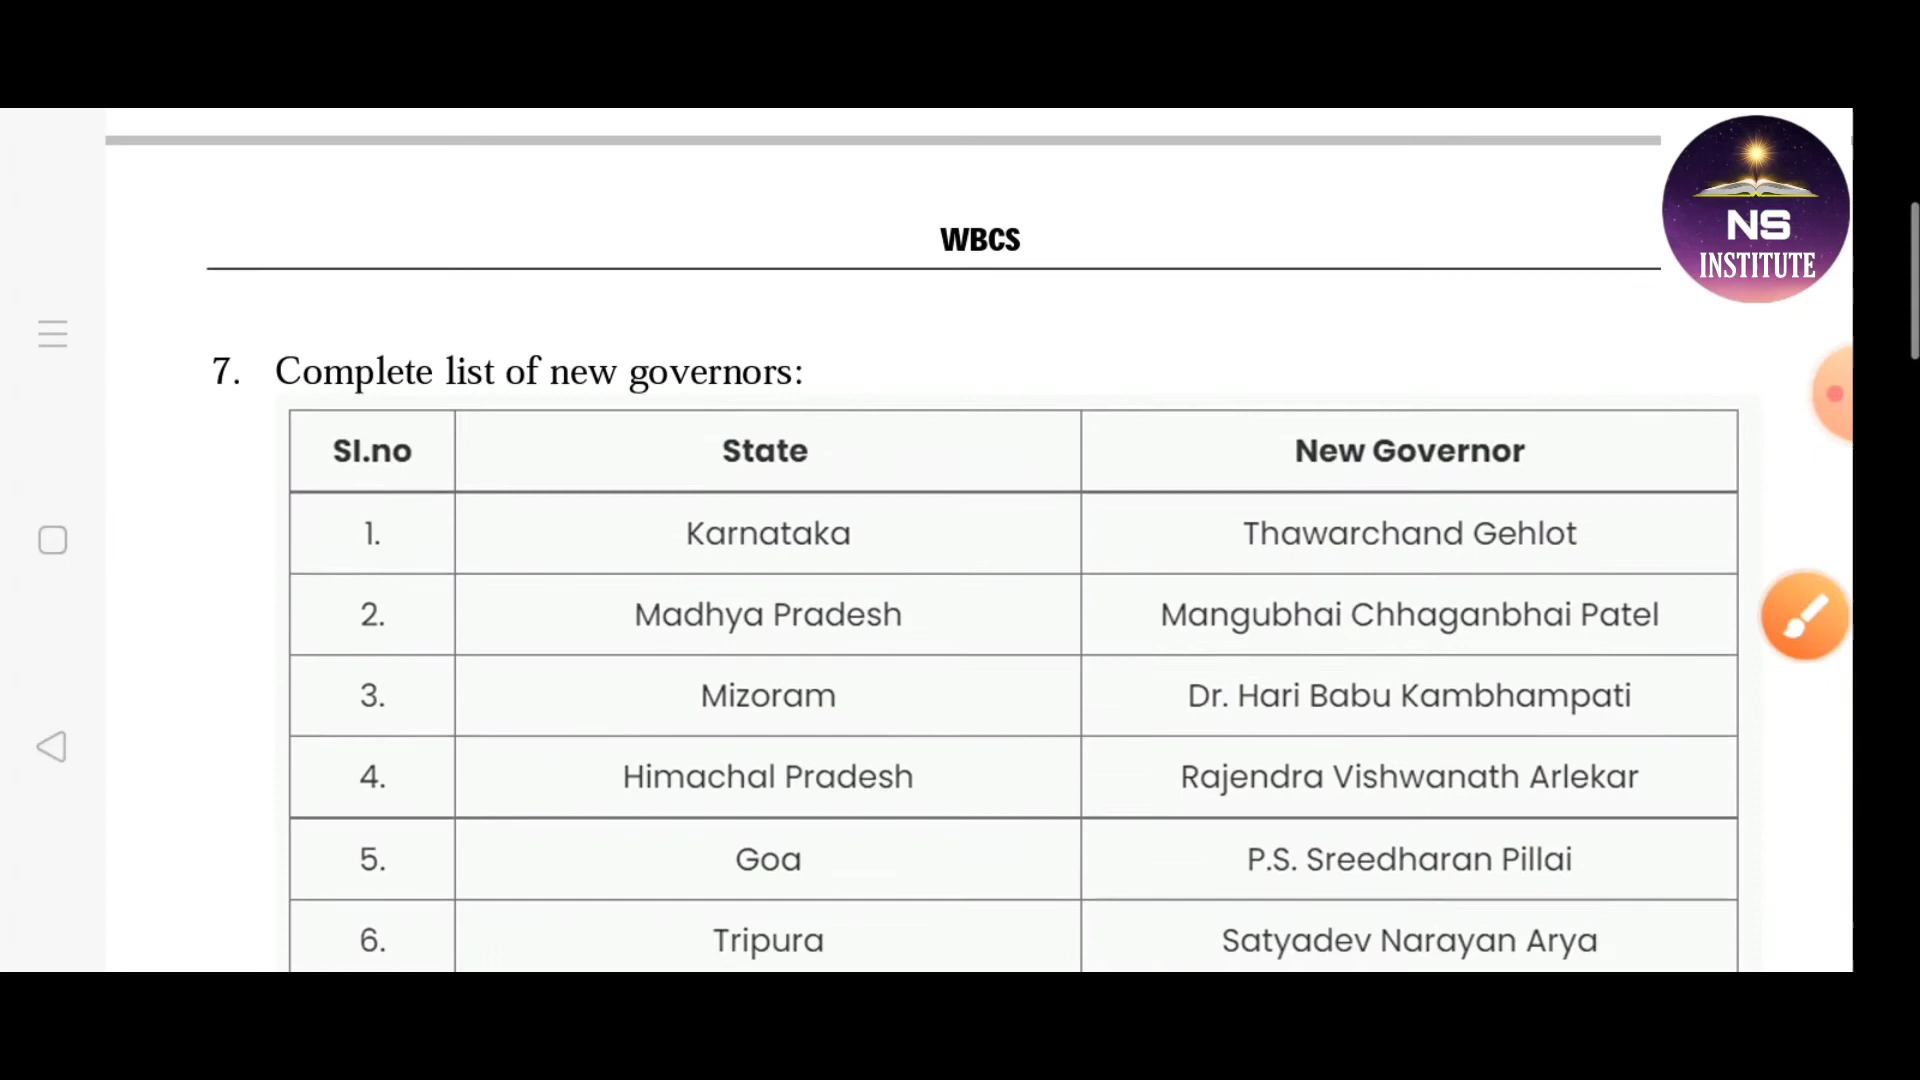 WBCS
NS
INSTITUTE
7. Complete list of new governors:
Sl.no State New Governor
1. Karnataka Thawarchand Gehlot
2. Madhya Pradesh Mangubhai Chhaganbhai Patel
3. Mizoram Dr. Hari Babu Kambhampati
4. Himachal Pradesh Rajendra Vishwanath Arlekar
5. Goa P.S. Sreedharan Pillai
6. Tripura Satyadev Narayan Arya